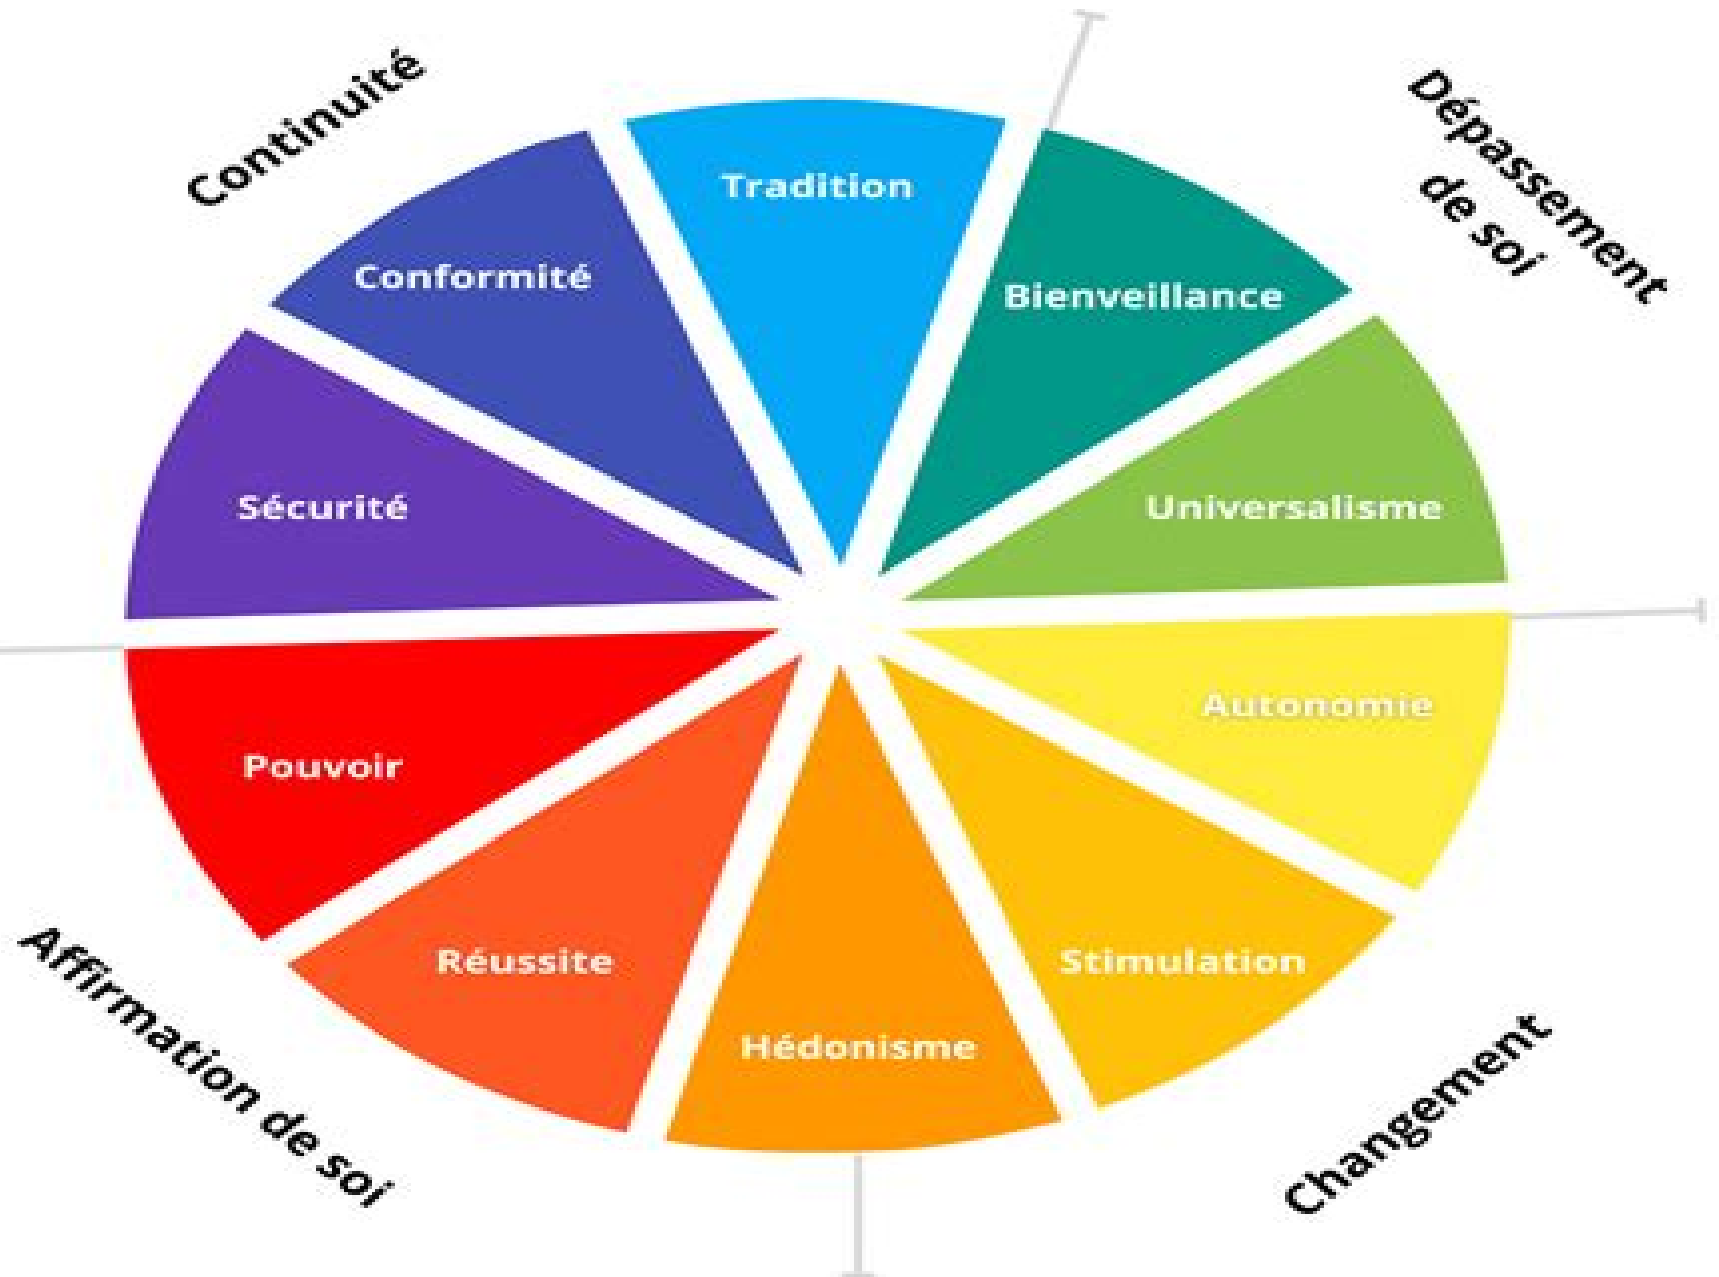 Continuité
Dépassement
de soi
Tradition
Conformité
Bienveillance
Sécurité
Universalisme
Autonomie
Pouvoir
Réussite
Stimulation
Hédonisme
Affirmation de soi
Changement